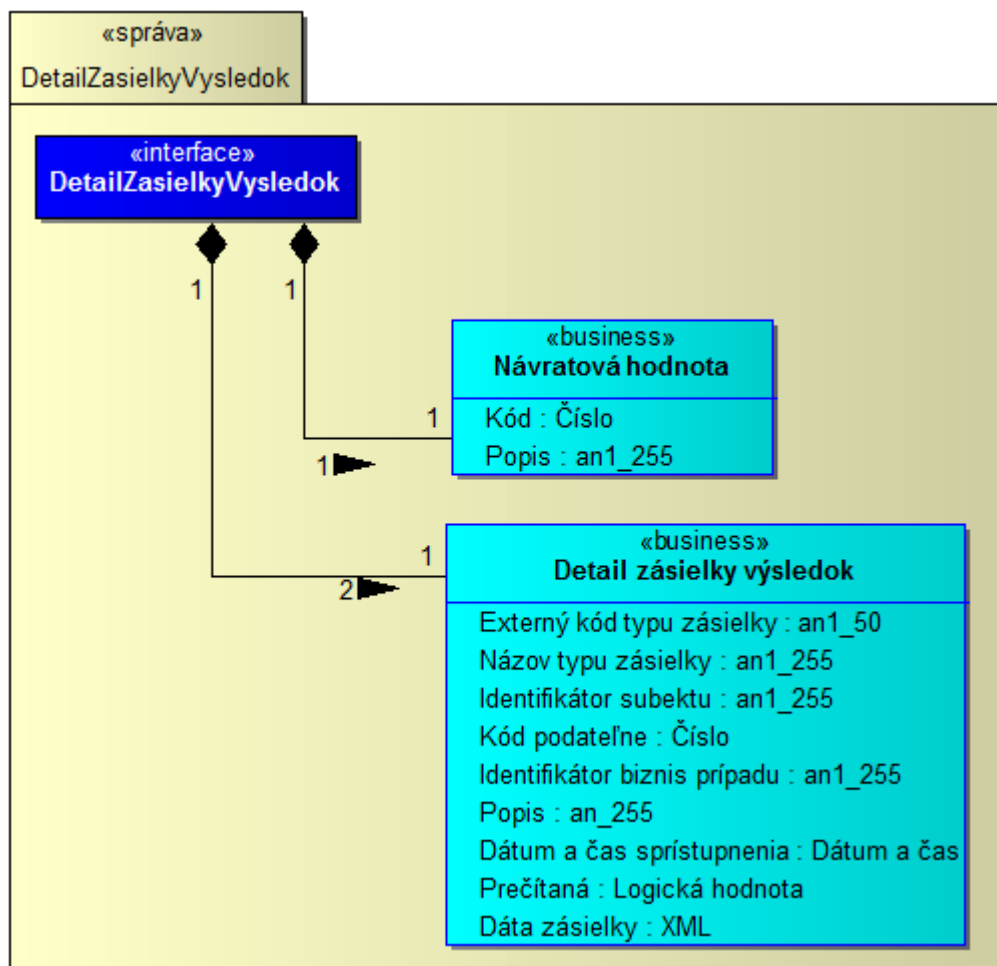 «správa»
DetailZasielkyVysledok
«interface»
DetailZasielkyVysledok
1
1
«business»
Návratová hodnota
Kód : Číslo
Popis : an1_255
1
1
«business»
Detail zásielky výsledok
Externý kód typu zásielky : an1_50
Názov typu zásielky : an1_255
Identifikátor subektu : an1_255
Kód podateľne : Číslo
Identifikátor biznis prípadu : an1_255
Popis : an_255
Dátum a čas sprístupnenia : Dátum a čas
Prečítaná : Logická hodnota
Dáta zásielky : XML
1
2